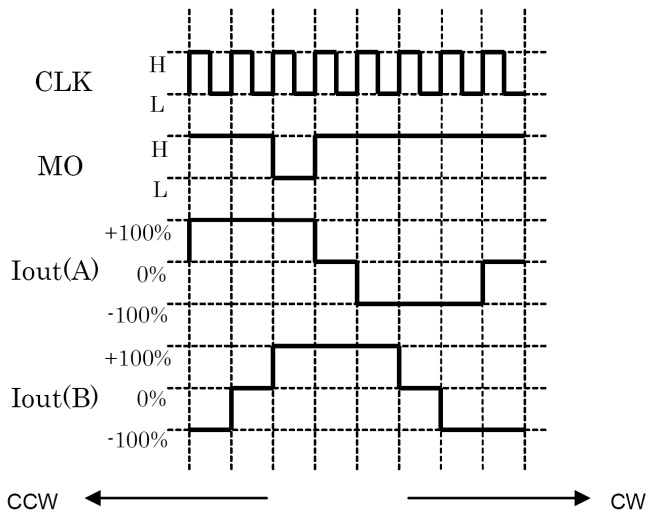 CLK
H
L
MO
H
L
Iout(A)
+100%
0%
-100%
Iout(B)
+100%
0%
-100%
CCW
CW